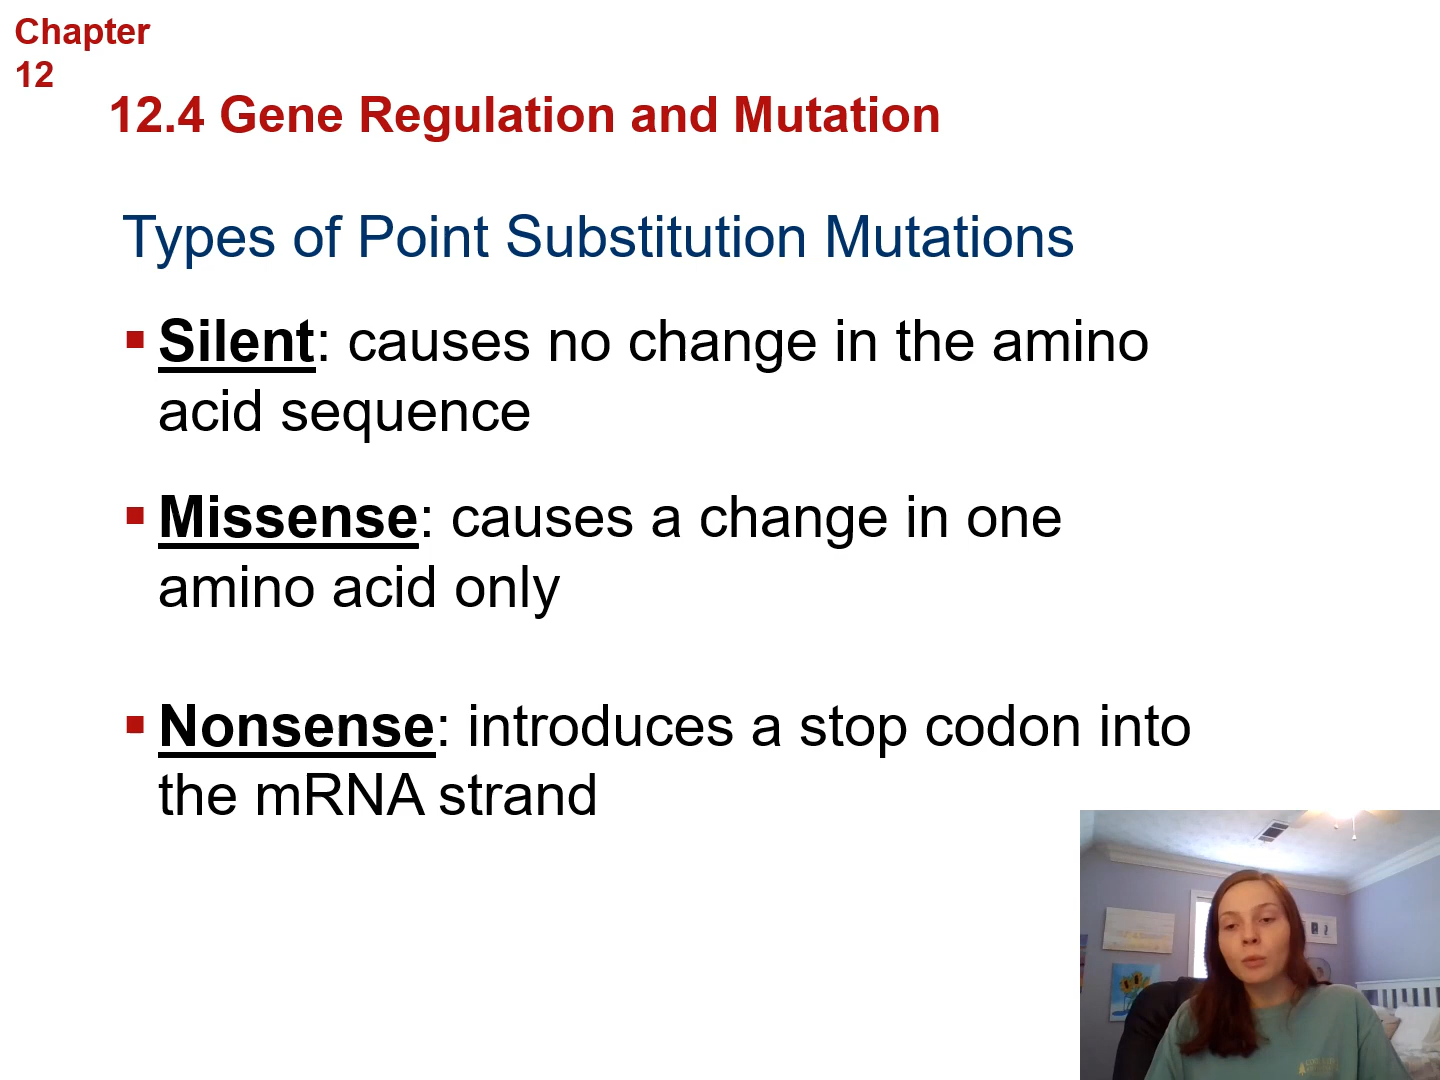 Chapter
12
12.4 Gene Regulation and Mutation
Types of Point Substitution Mutations
Silent: causes no change in the amino
acid sequence
Missense: causes a change in one
amino acid only
Nonsense: introduces a stop codon into
the mRNA strand